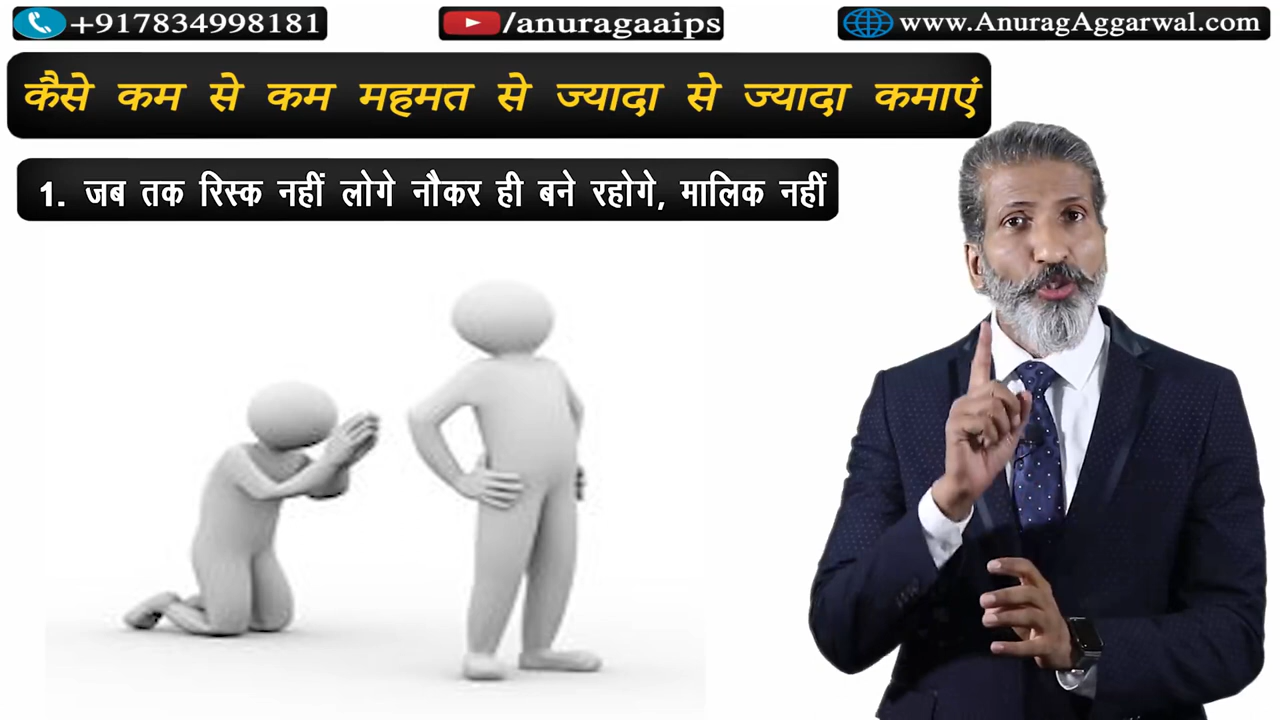 +917834998181
/anuragaaips
www.AnuragAggarwal.com
कैसे कम से कम महमत से ज्यादा से ज्यादा कमाएं
1. जब तक रिस्क नहीं लोगे नौकर ही बने रहोगे, मालिक नहीं